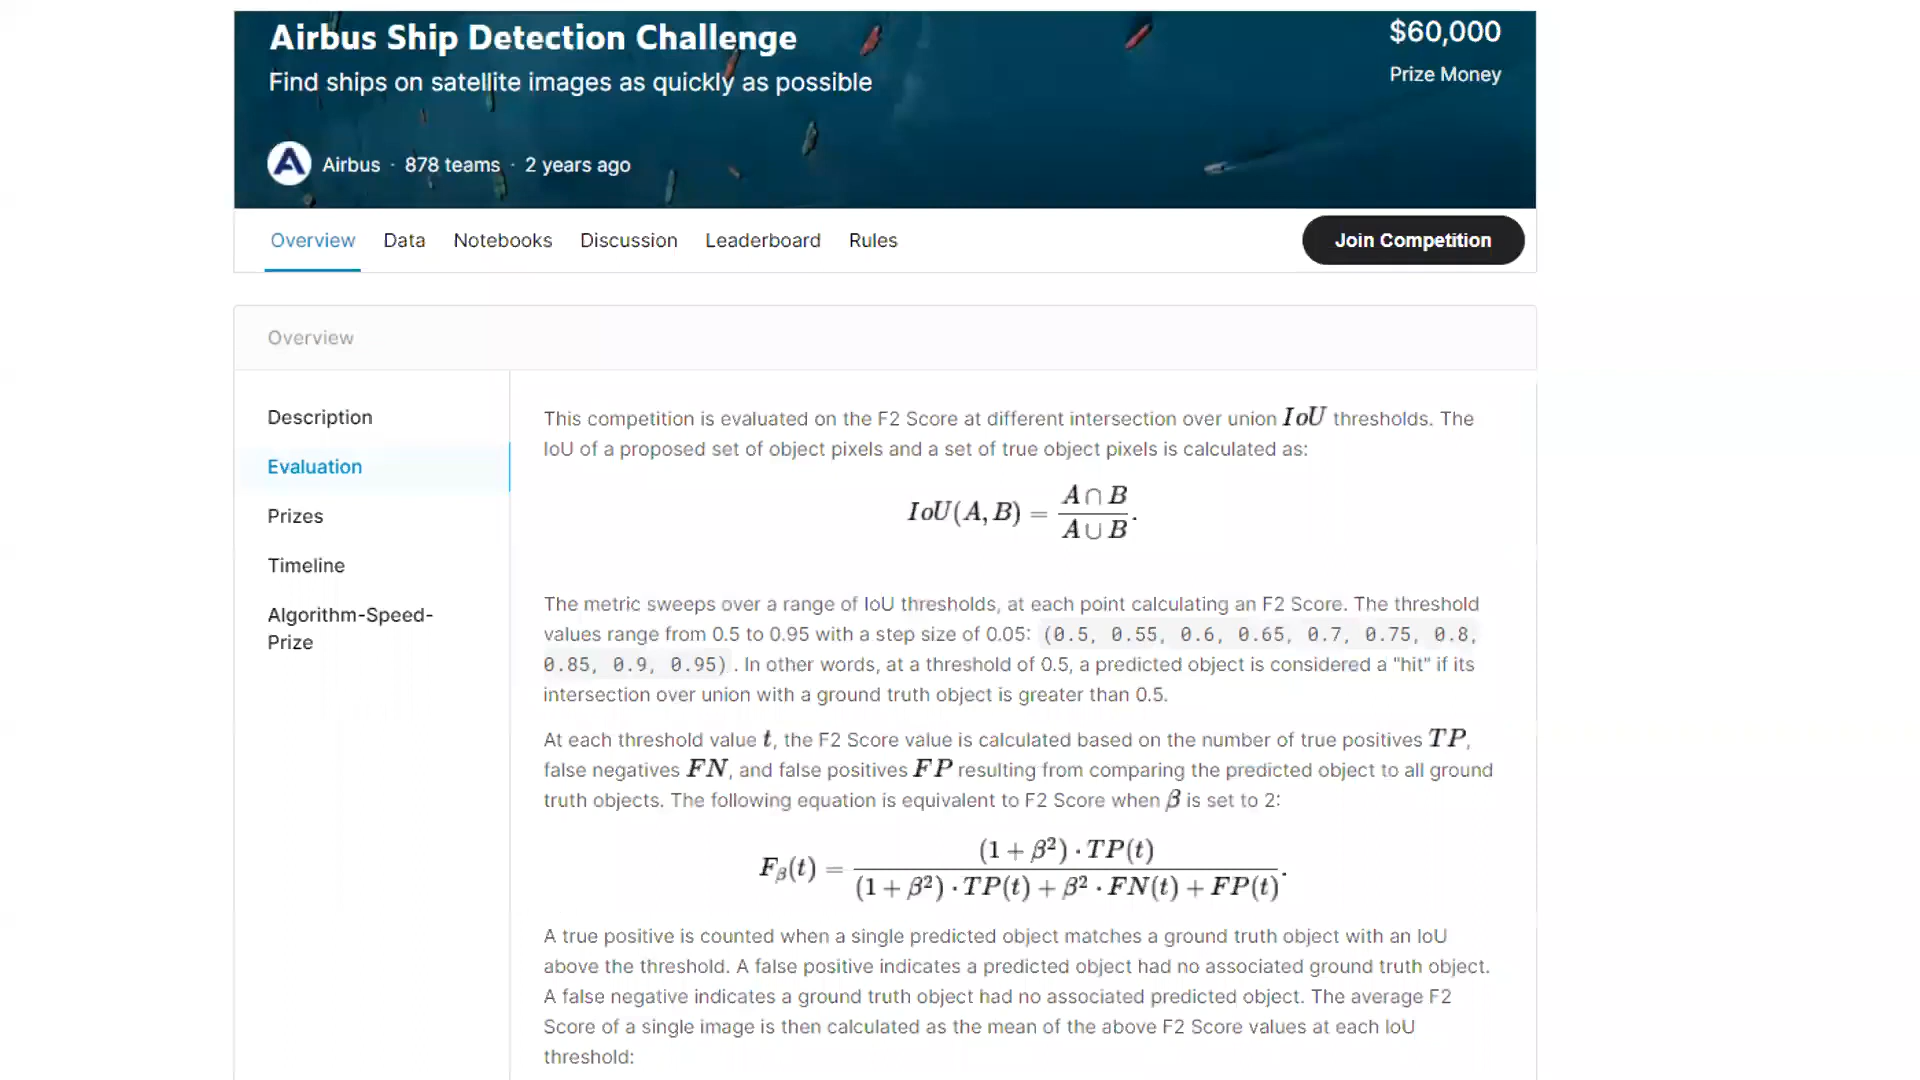 Airbus Ship Detection Challenge
$60,000
Find ships on satellite images as quickly as possible
Prize Money
Airbus · 878 teams · 2 years ago
Overview Data Notebooks Discussion Leaderboard Rules Join Competition
Overview
Description
Evaluation
Prizes
Timeline
Algorithm-Speed-
Prize
This competition is evaluated on the F2 Score at different intersection over union IoU thresholds. The
IoU of a proposed set of object pixels and a set of true object pixels is calculated as:
IoU(A, B) = A ∩ B / A ∪ B.
The metric sweeps over a range of IoU thresholds, at each point calculating an F2 Score. The threshold
values range from 0.5 to 0.95 with a step size of 0.05: (0.5, 0.55, 0.6, 0.65, 0.7, 0.75, 0.8,
0.85, 0.9, 0.95). In other words, at a threshold of 0.5, a predicted object is considered a "hit" if its
intersection over union with a ground truth object is greater than 0.5.
At each threshold value t, the F2 Score value is calculated based on the number of true positives TP,
false negatives FN, and false positives FP resulting from comparing the predicted object to all ground
truth objects. The following equation is equivalent to F2 Score when β is set to 2:
Fβ(t) = (1 + β²) · TP(t) / (1 + β²) · TP(t) + β² · FN(t) + FP(t).
A true positive is counted when a single predicted object matches a ground truth object with an IoU
above the threshold. A false positive indicates a predicted object had no associated ground truth object.
A false negative indicates a ground truth object had no associated predicted object. The average F2
Score of a single image is then calculated as the mean of the above F2 Score values at each IoU
threshold: